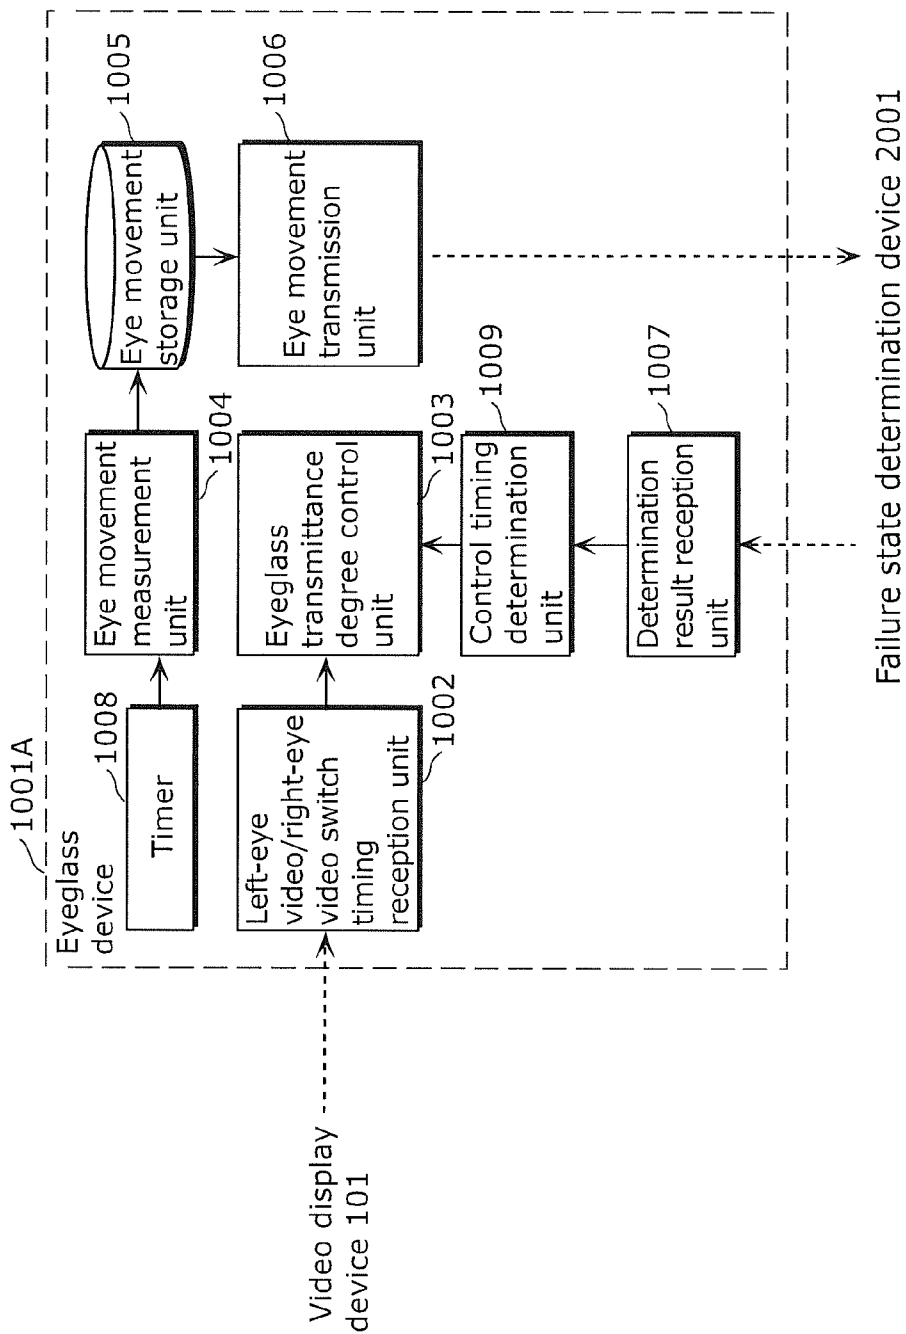 1001A
Eyeglass
device
1008
Timer
Eye movement
measurement
unit
1004
Eye movement
storage unit
1005
Left-eye
video/right-eye
video switch
timing
reception unit
1002
Eyeglass
transmittance
degree control
unit
1003
Eye movement
transmission
unit
1006
Control timing
determination
unit
1009
Determination
result reception
unit
1007
Video display
device 101
Failure state determination device 2001